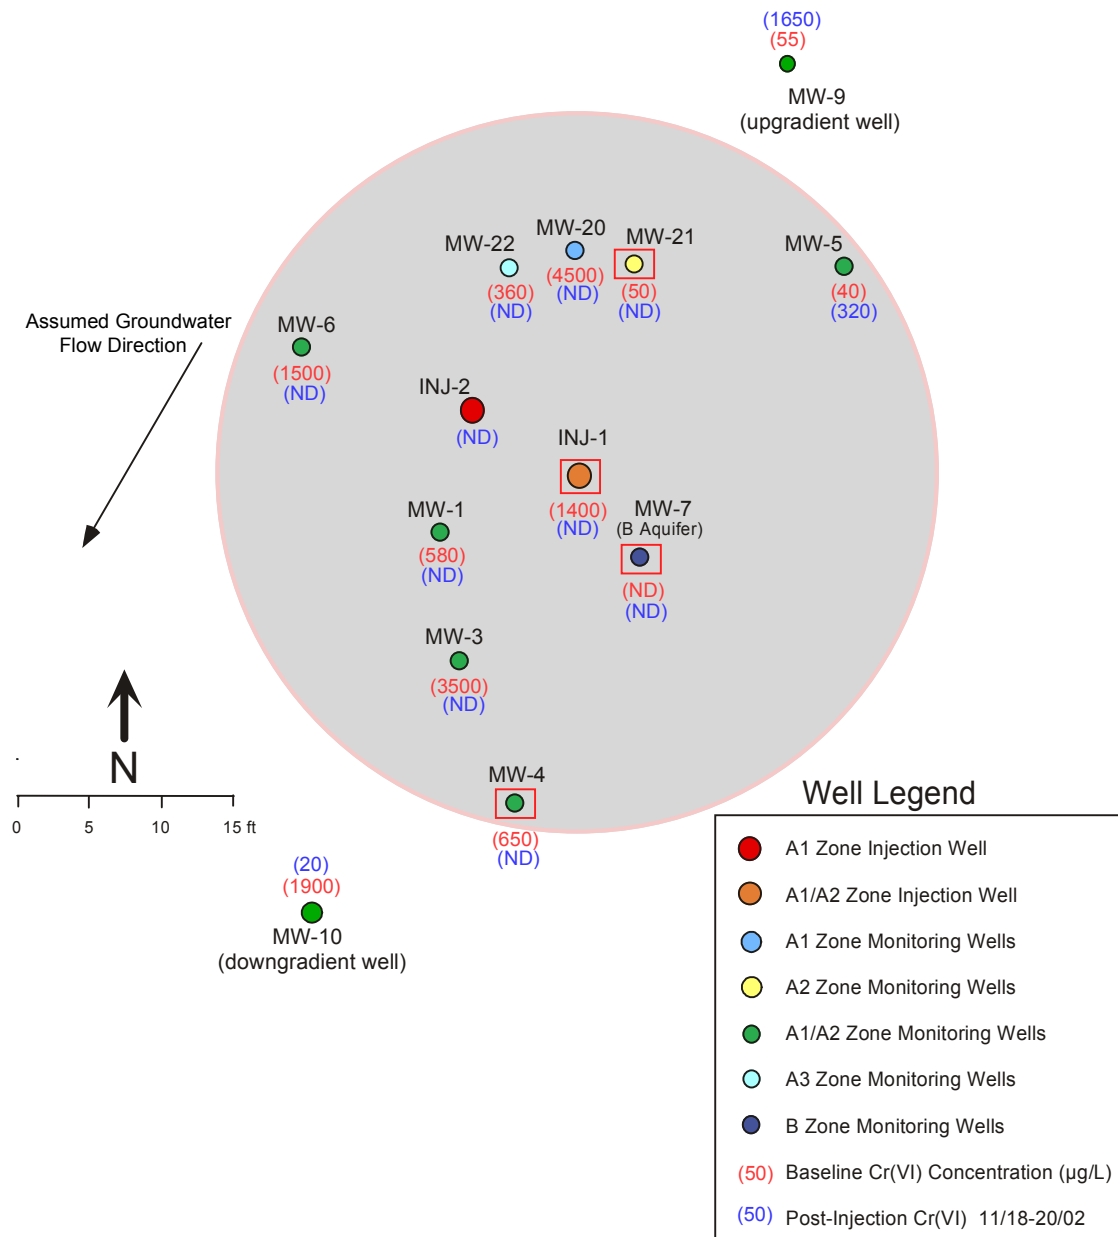 (1650)
(55)
MW-9
(upgradient well)
MW-20
MW-22
MW-21
MW-5
(4500)
(ND)
(360)
(ND)
(50)
(ND)
(40)
(320)
Assumed Groundwater
Flow Direction
MW-6
(1500)
(ND)
INJ-2
(ND)
INJ-1
(1400)
(ND)
MW-1
(580)
(ND)
MW-7
(B Aquifer)
(ND)
(ND)
MW-3
(3500)
(ND)
N
0 5 10 15 ft
MW-4
(650)
(ND)
(20)
(1900)
MW-10
(downgradient well)
Well Legend
A1 Zone Injection Well
A1/A2 Zone Injection Well
A1 Zone Monitoring Wells
A2 Zone Monitoring Wells
A1/A2 Zone Monitoring Wells
A3 Zone Monitoring Wells
B Zone Monitoring Wells
(50) Baseline Cr(VI) Concentration (µg/L)
(50) Post-Injection Cr(VI) 11/18-20/02